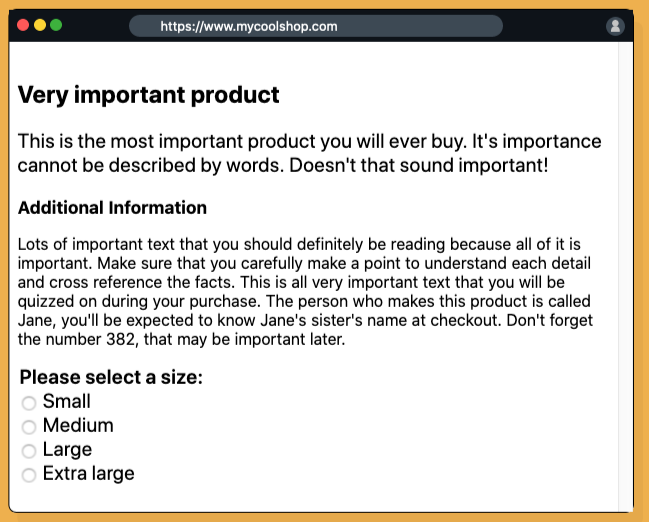 https://www.mycoolshop.com
Very important product
This is the most important product you will ever buy. It's importance
cannot be described by words. Doesn't that sound important!
Additional Information
Lots of important text that you should definitely be reading because all of it is
important. Make sure that you carefully make a point to understand each detail
and cross reference the facts. This is all very important text that you will be
quizzed on during your purchase. The person who makes this product is called
Jane, you'll be expected to know Jane's sister's name at checkout. Don't forget
the number 382, that may be important later.
Please select a size:
Small
Medium
Large
Extra large